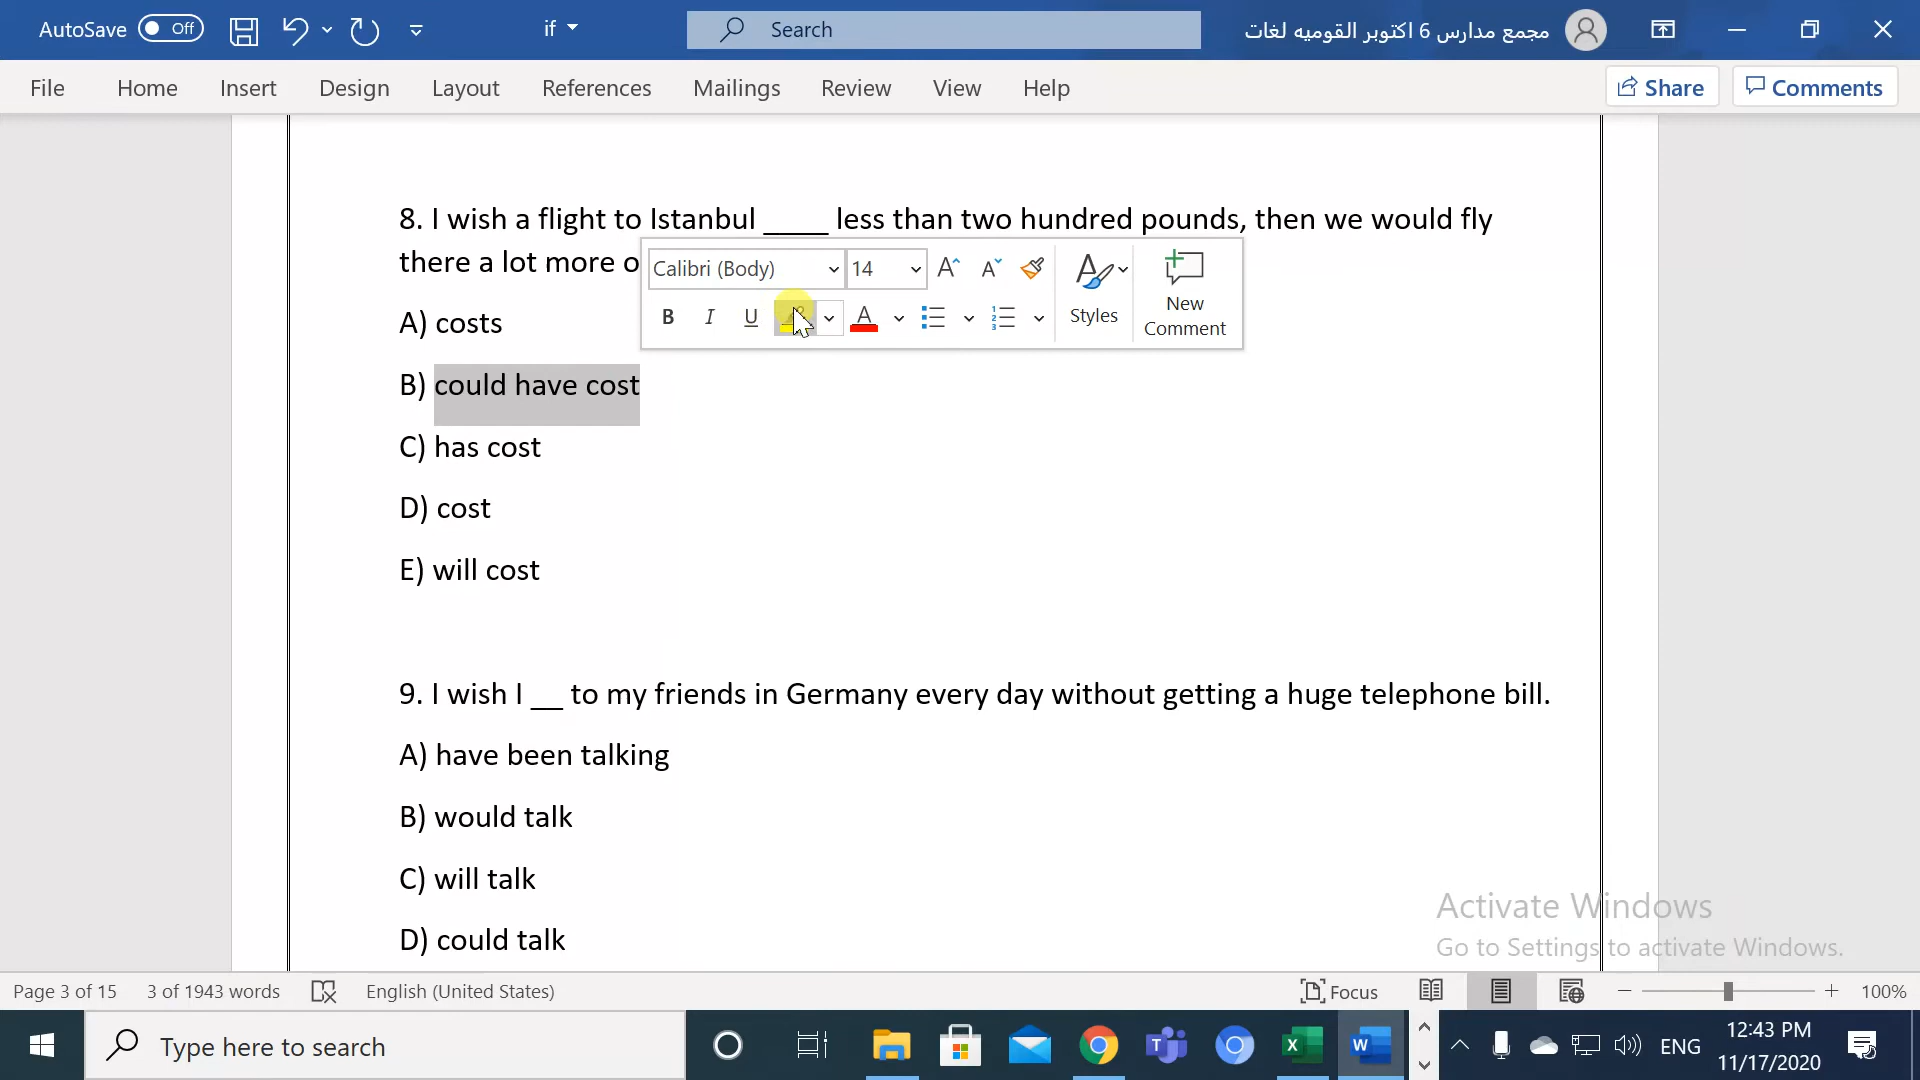 AutoSave Off if Search مجمع مدارس 6 اكتوبر القوميه لغات
File Home Insert Design Layout References Mailings Review View Help Share Comments
8. I wish a flight to Istanbul ____ less than two hundred pounds, then we would fly
there a lot more o
Calibri (Body) 14
B I U A
Styles
New
Comment
A) costs
B) could have cost
C) has cost
D) cost
E) will cost
9. I wish I __ to my friends in Germany every day without getting a huge telephone bill.
A) have been talking
B) would talk
C) will talk
D) could talk
Activate Windows
Go to Settings to activate Windows.
Page 3 of 15 3 of 1943 words English (United States) Focus 100%
Type here to search ENG 12:43 PM
11/17/2020